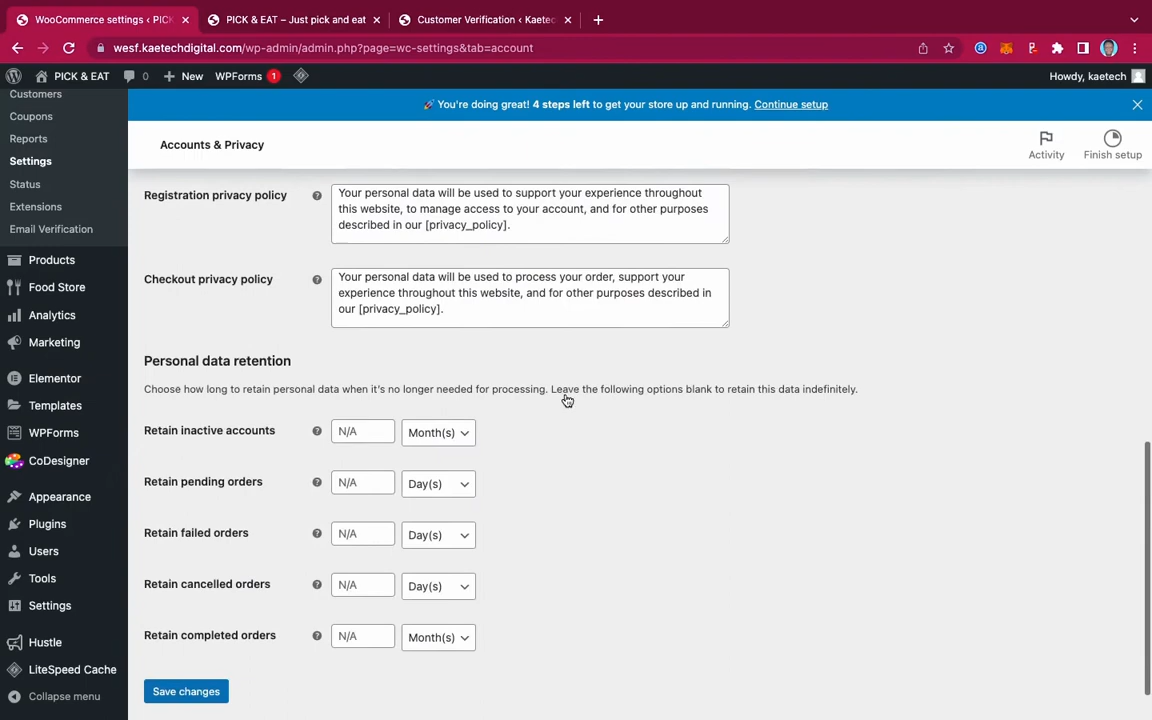 WooCommerce settings ‹ PICK
PICK & EAT – Just pick and eat
Customer Verification ‹ Kaetec
wesf.kaetechdigital.com/wp-admin/admin.php?page=wc-settings&tab=account
PICK & EAT
0
New
WPForms
1
Howdy, kaetech
🚀 You're doing great! 4 steps left to get your store up and running. Continue setup
Customers
Coupons
Reports
Settings
Status
Extensions
Email Verification
Products
Food Store
Analytics
Marketing
Elementor
Templates
WPForms
CoDesigner
Appearance
Plugins
Users
Tools
Settings
Hustle
LiteSpeed Cache
Collapse menu
Accounts & Privacy
Activity
Finish setup
Registration privacy policy
Your personal data will be used to support your experience throughout
this website, to manage access to your account, and for other purposes
described in our [privacy_policy].
Checkout privacy policy
Your personal data will be used to process your order, support your
experience throughout this website, and for other purposes described in
our [privacy_policy].
Personal data retention
Choose how long to retain personal data when it's no longer needed for processing. Leave the following options blank to retain this data indefinitely.
Retain inactive accounts
N/A
Month(s)
Retain pending orders
N/A
Day(s)
Retain failed orders
N/A
Day(s)
Retain cancelled orders
N/A
Day(s)
Retain completed orders
N/A
Month(s)
Save changes